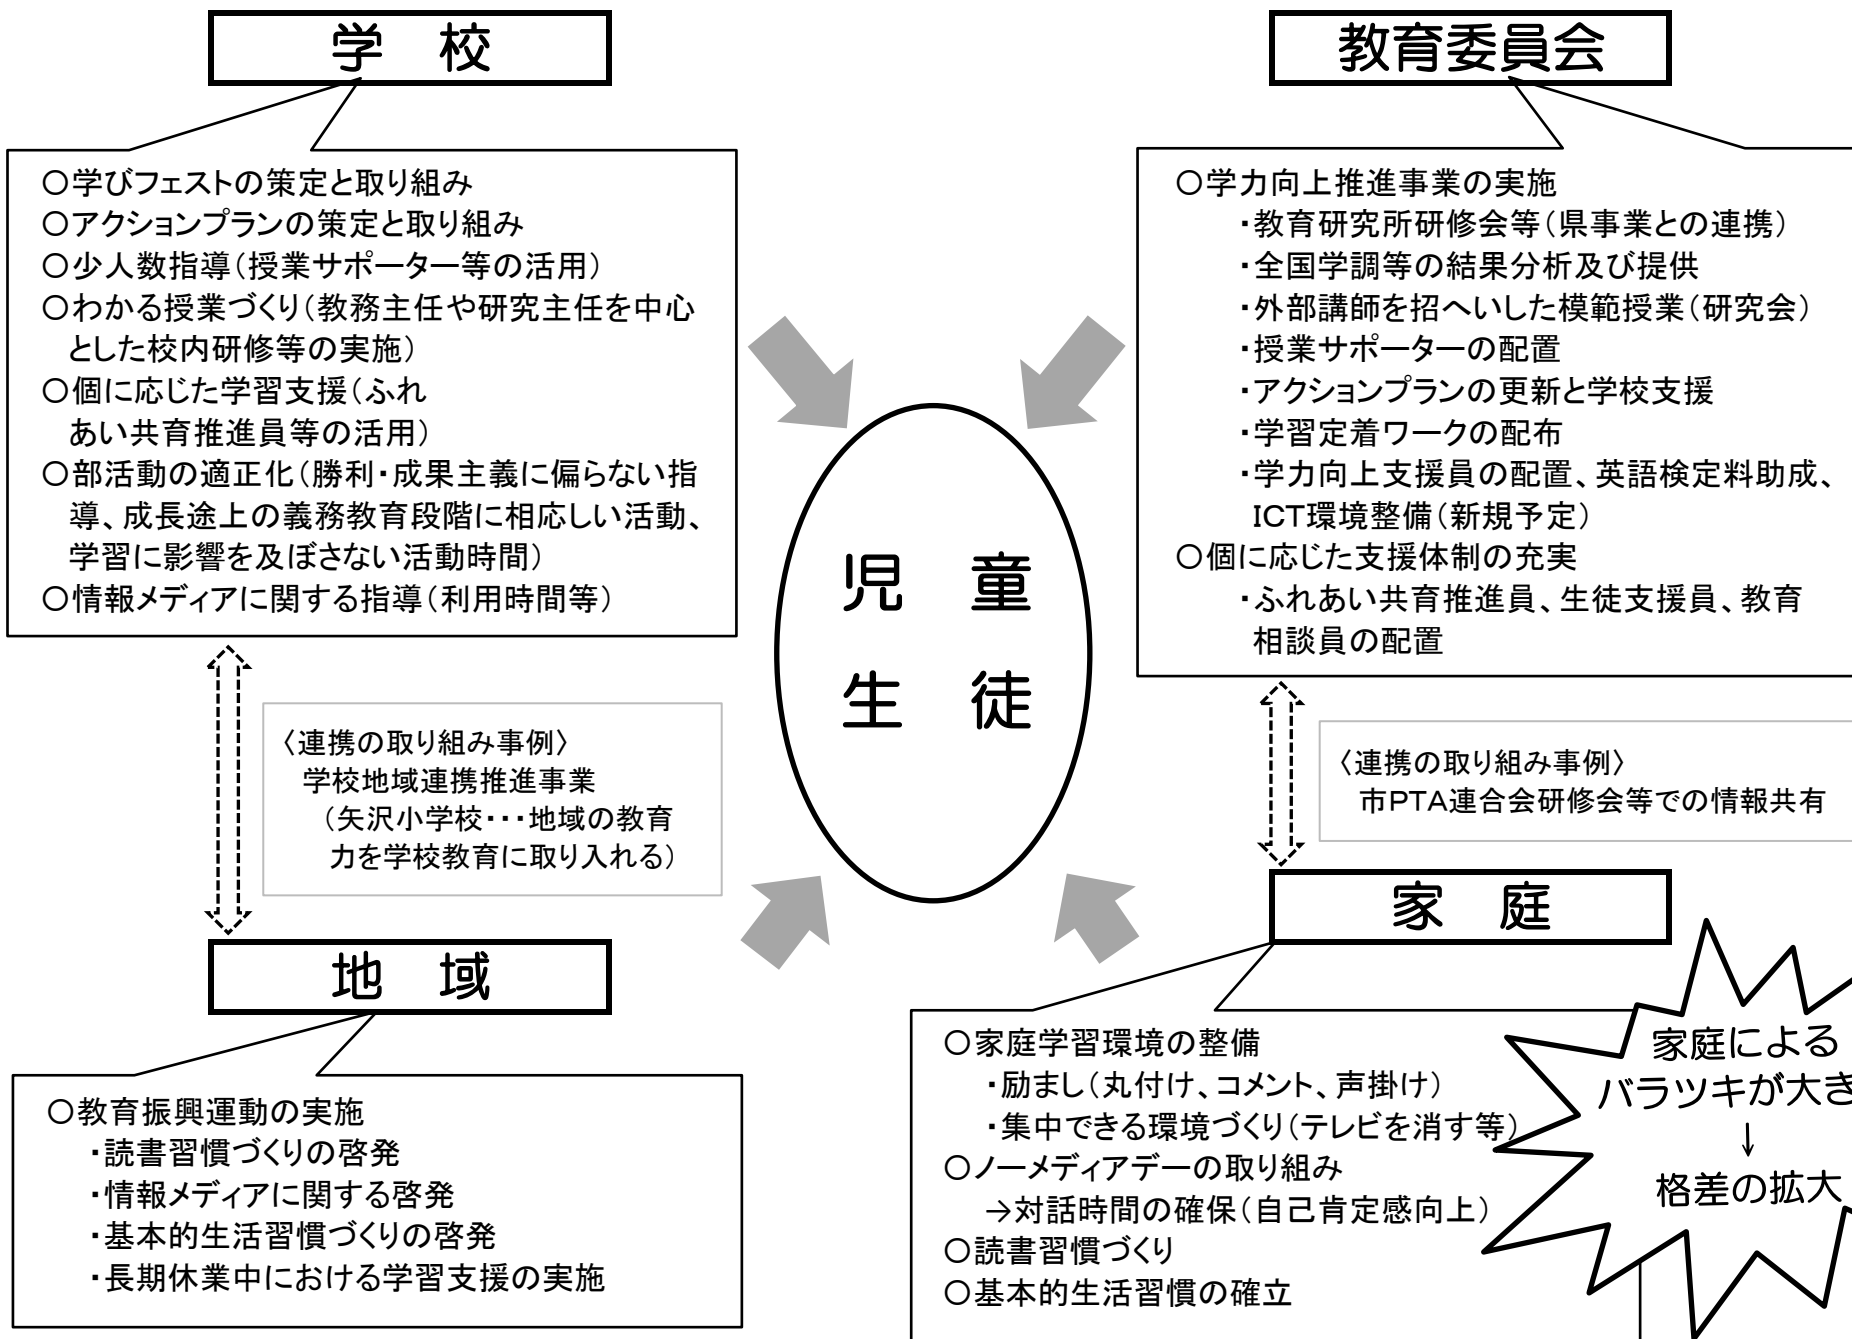 学　校
○学びフェストの策定と取り組み
○アクションプランの策定と取り組み
○少人数指導（授業サポーター等の活用）
○わかる授業づくり（教務主任や研究主任を中心
とした校内研修等の実施）
○個に応じた学習支援（ふれ
あい共育推進員等の活用）
○部活動の適正化（勝利・成果主義に偏らない指
導、成長途上の義務教育段階に相応しい活動、
学習に影響を及ぼさない活動時間）
○情報メディアに関する指導（利用時間等）
教育委員会
○学力向上推進事業の実施
・教育研究所研修会等（県事業との連携）
・全国学調等の結果分析及び提供
・外部講師を招へいした模範授業（研究会）
・授業サポーターの配置
・アクションプランの更新と学校支援
・学習定着ワークの配布
・学力向上支援員の配置、英語検定料助成、
ICT環境整備（新規予定）
○個に応じた支援体制の充実
・ふれあい共育推進員、生徒支援員、教育
相談員の配置
児　童
生　徒
〈連携の取り組み事例〉
学校地域連携推進事業
（矢沢小学校・・・地域の教育
力を学校教育に取り入れる）
〈連携の取り組み事例〉
市PTA連合会研修会等での情報共有
地　域
○教育振興運動の実施
・読書習慣づくりの啓発
・情報メディアに関する啓発
・基本的生活習慣づくりの啓発
・長期休業中における学習支援の実施
家　庭
○家庭学習環境の整備
・励まし（丸付け、コメント、声掛け）
・集中できる環境づくり（テレビを消す等）
○ノーメディアデーの取り組み
→対話時間の確保（自己肯定感向上）
○読書習慣づくり
○基本的生活習慣の確立
家庭による
バラツキが大き
↓
格差の拡大